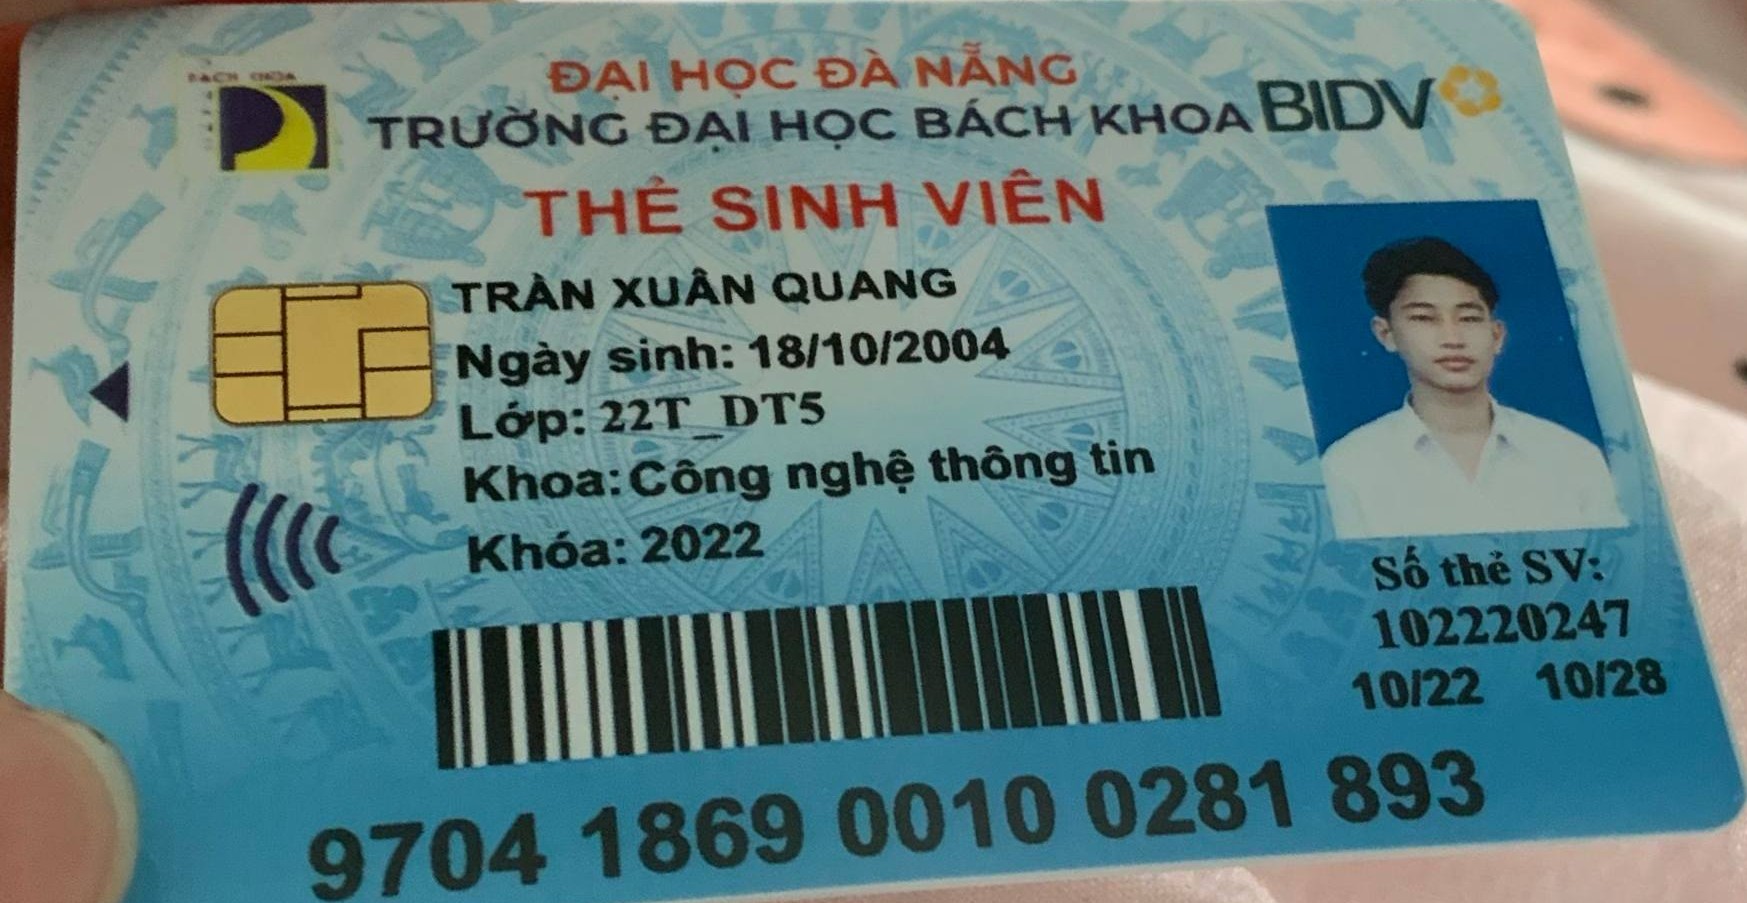 BÁCH KHOA
ĐẠI HỌC ĐÀ NẴNG
TRƯỜNG ĐẠI HỌC BÁCH KHOA
BIDV
THẺ SINH VIÊN
TRẦN XUÂN QUANG
Ngày sinh: 18/10/2004
Lớp: 22T_DT5
Khoa: Công nghệ thông tin
Khóa: 2022
Số thẻ SV:
102220247
10/22 10/28
9704 1869 0010 0281 893